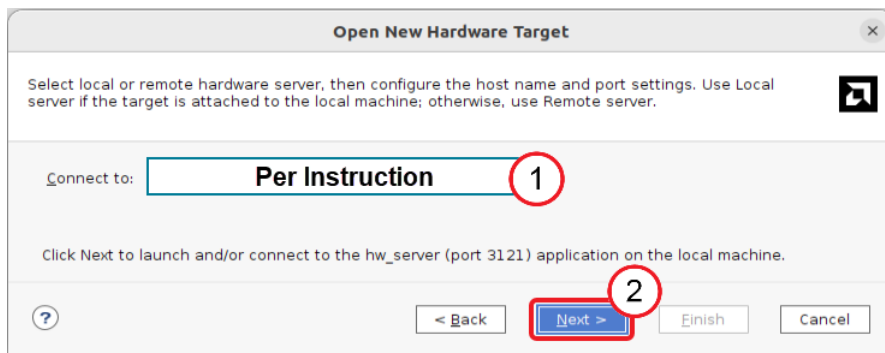 Open New Hardware Target
Select local or remote hardware server, then configure the host name and port settings. Use Local
server if the target is attached to the local machine; otherwise, use Remote server.
Connect to: Per Instruction 1
Click Next to launch and/or connect to the hw_server (port 3121) application on the local machine.
2
? < Back Next > Finish Cancel